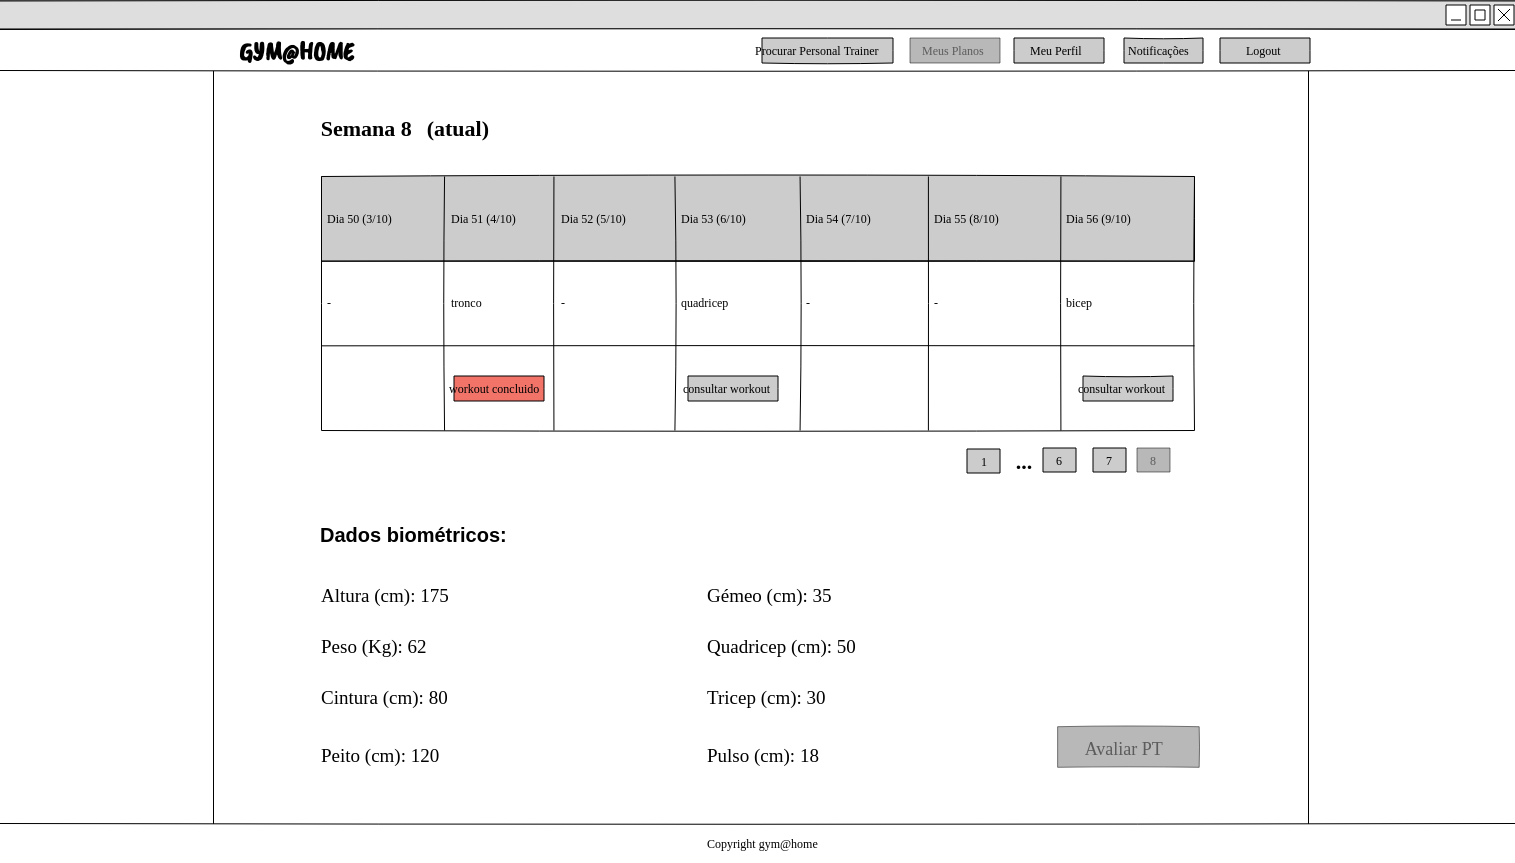 GYM@HOME
Procurar Personal Trainer Meus Planos Meu Perfil Notificações Logout
Semana 8 (atual)
Dia 50 (3/10) Dia 51 (4/10) Dia 52 (5/10) Dia 53 (6/10) Dia 54 (7/10) Dia 55 (8/10) Dia 56 (9/10)
- tronco - quadricep - - bicep
workout concluido consultar workout consultar workout
1 ... 6 7 8
Dados biométricos:
Altura (cm): 175 Gémeo (cm): 35
Peso (Kg): 62 Quadricep (cm): 50
Cintura (cm): 80 Tricep (cm): 30
Peito (cm): 120 Pulso (cm): 18
Avaliar PT
Copyright gym@home